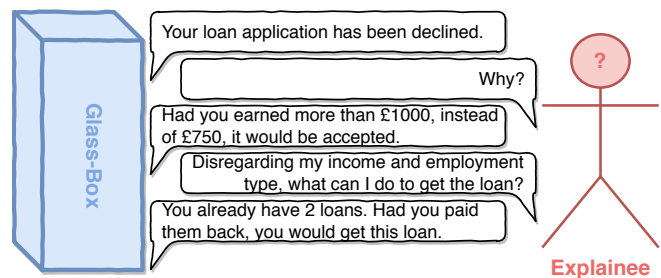 Your loan application has been declined.
Why?
Had you earned more than £1000, instead
of £750, it would be accepted.
Disregarding my income and employment
type, what can I do to get the loan?
You already have 2 loans. Had you paid
them back, you would get this loan.
Glass-Box
?
Explainee